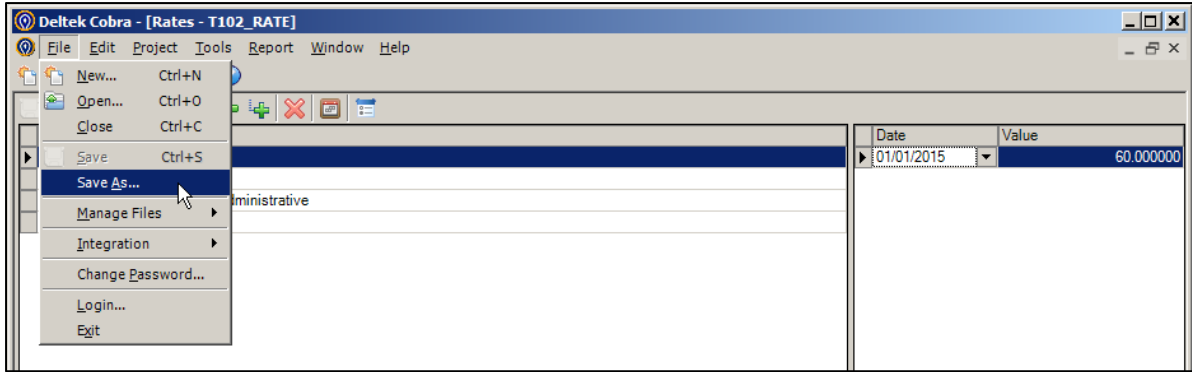 Deltek Cobra - [Rates - T102_RATE]
File Edit Project Tools Report Window Help
New... Ctrl+N
Open... Ctrl+O
Close Ctrl+C
Date Value
Save Ctrl+S
01/01/2015 60.000000
Save As...
ministrative
Manage Files
Integration
Change Password...
Login...
Exit